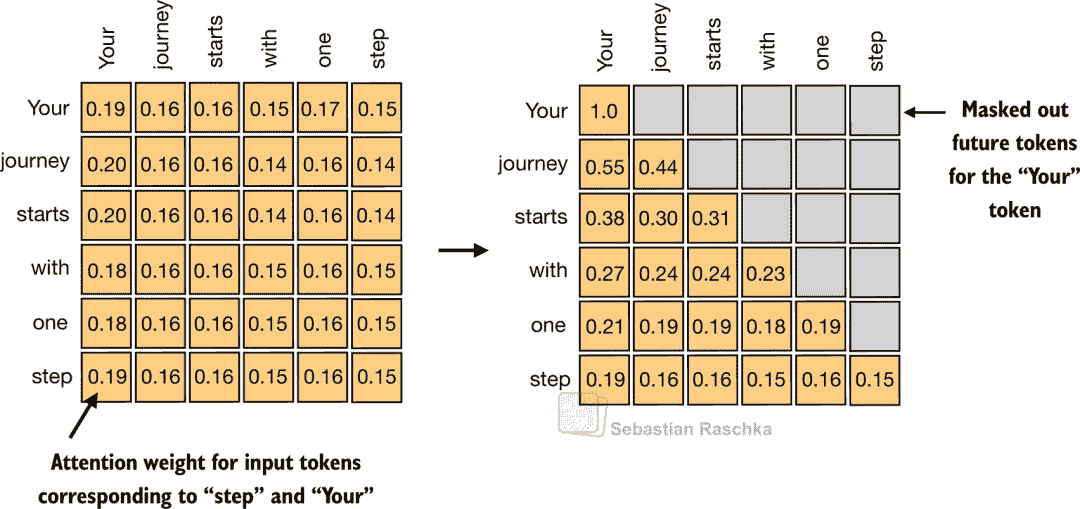 Your journey starts with one step
Your 0.19 0.16 0.16 0.15 0.17 0.15
journey 0.20 0.16 0.16 0.14 0.16 0.14
starts 0.20 0.16 0.16 0.14 0.16 0.14
with 0.18 0.16 0.16 0.15 0.16 0.15
one 0.18 0.16 0.16 0.15 0.16 0.15
step 0.19 0.16 0.16 0.15 0.16 0.15
Attention weight for input tokens
corresponding to “step” and “Your”
Your journey starts with one step
Your 1.0
journey 0.55 0.44
starts 0.38 0.30 0.31
with 0.27 0.24 0.24 0.23
one 0.21 0.19 0.19 0.18 0.19
step 0.19 0.16 0.16 0.15 0.16 0.15
Masked out
future tokens
for the “Your”
token
Sebastian Raschka